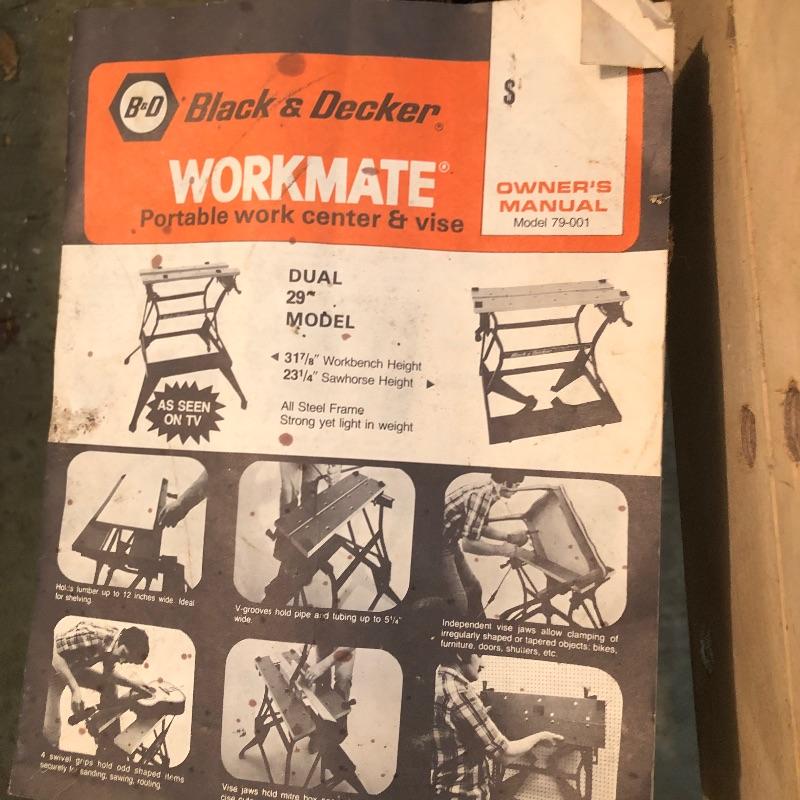 B&D Black & Decker®
S
WORKMATE®
Portable work center & vise
OWNER'S
MANUAL
Model 79-001
DUAL
29"
MODEL
31⅞" Workbench Height
23¼" Sawhorse Height
All Steel Frame
Strong yet light in weight
AS SEEN
ON TV
Black & Decker
Holds lumber up to 12 inches wide. Ideal
for shelving.
V-grooves hold pipe and tubing up to 5¼"
wide.
Independent vise jaws allow clamping of
irregularly shaped or tapered objects: bikes,
furniture, doors, shutters, etc.
4 swivel grips hold odd shaped items
securely for sanding, sawing, routing.
Vise jaws hold mitre box